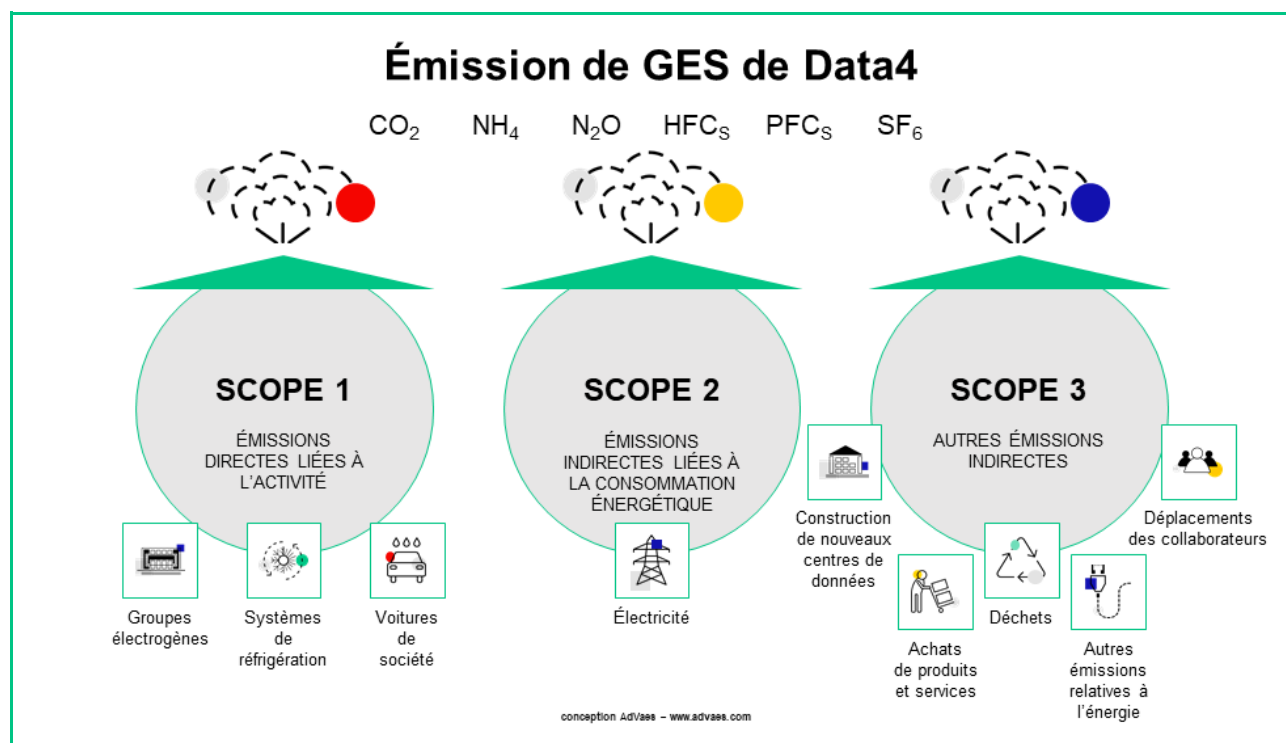 Émission de GES de Data4
CO₂ NH₄ N₂O HFCₛ PFCₛ SF₆
SCOPE 1
ÉMISSIONS
DIRECTES LIÉES À
L’ACTIVITÉ
Groupes
électrogènes
Systèmes
de
réfrigération
Voitures
de
société
SCOPE 2
ÉMISSIONS
INDIRECTES LIÉES À
LA CONSOMMATION
ÉNERGÉTIQUE
Électricité
SCOPE 3
AUTRES ÉMISSIONS
INDIRECTES
Construction
de nouveaux
centres de
données
Achats
de produits
et services
Déchets
Autres
émissions
relatives à
l’énergie
Déplacements
des collaborateurs
conception AdVaes – www.advaes.com